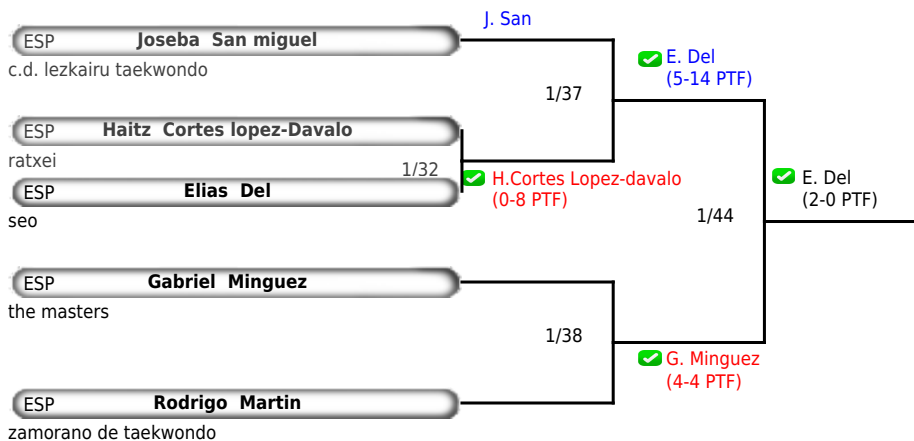 J. San
ESP Joseba San miguel
c.d. lezkairu taekwondo
E. Del
(5-14 PTF)
1/37
ESP Haitz Cortes lopez-Davalo
ratxei
1/32
H.Cortes Lopez-davalo
(0-8 PTF)
E. Del
(2-0 PTF)
ESP Elias Del
seo
1/44
ESP Gabriel Minguez
the masters
1/38
G. Minguez
(4-4 PTF)
ESP Rodrigo Martin
zamorano de taekwondo